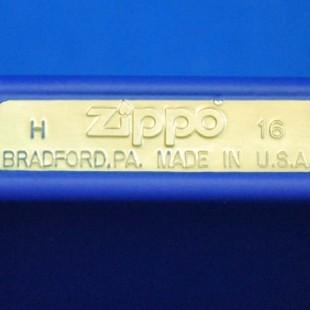 H Zippo 16
BRADFORD,PA. MADE IN U.S.A.